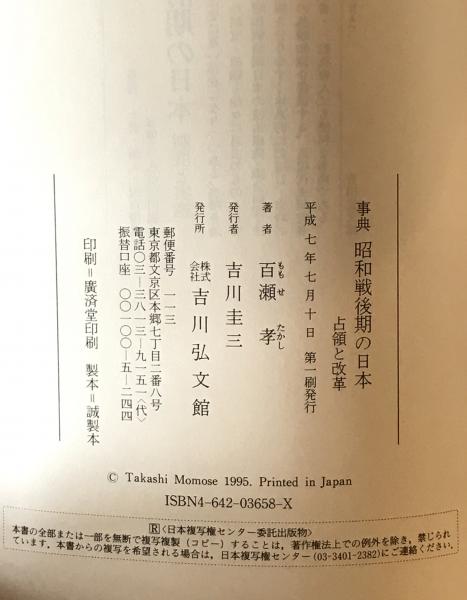 事典 昭和戦後期の日本
占領と改革
平成七年七月十日 第一刷発行
著者 百瀬 孝
ももせ たかし
発行者 吉川圭三
発行所 株式会社 吉川弘文館
郵便番号 一一三
東京都文京区本郷七丁目二番八号
電話〇三―三八一三―九一五一〈代〉
振替口座 〇〇一〇〇―五―二四四
印刷＝廣済堂印刷 製本＝誠製本
© Takashi Momose 1995. Printed in Japan
ISBN4-642-03658-X
Ⓡ〈日本複写権センター委託出版物〉
本書の全部または一部を無断で複写複製（コピー）することは，著作権法上での例外を除き，禁じられ
ています．本書からの複写を希望される場合は，日本複写権センター(03-3401-2382)にご連絡ください．